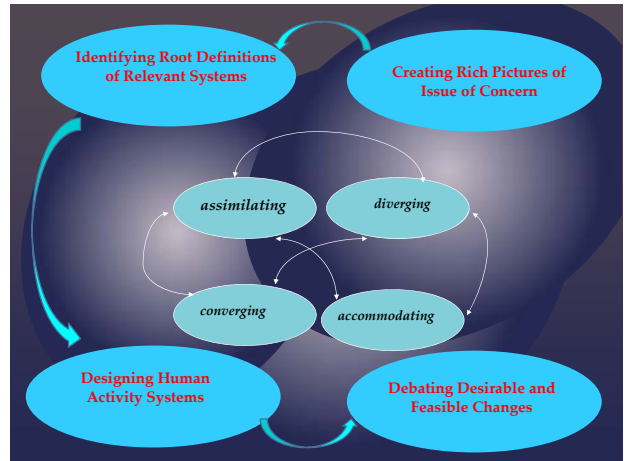 Identifying Root Definitions
of Relevant Systems
Creating Rich Pictures of
Issue of Concern
assimilating
diverging
converging
accommodating
Designing Human
Activity Systems
Debating Desirable and
Feasible Changes